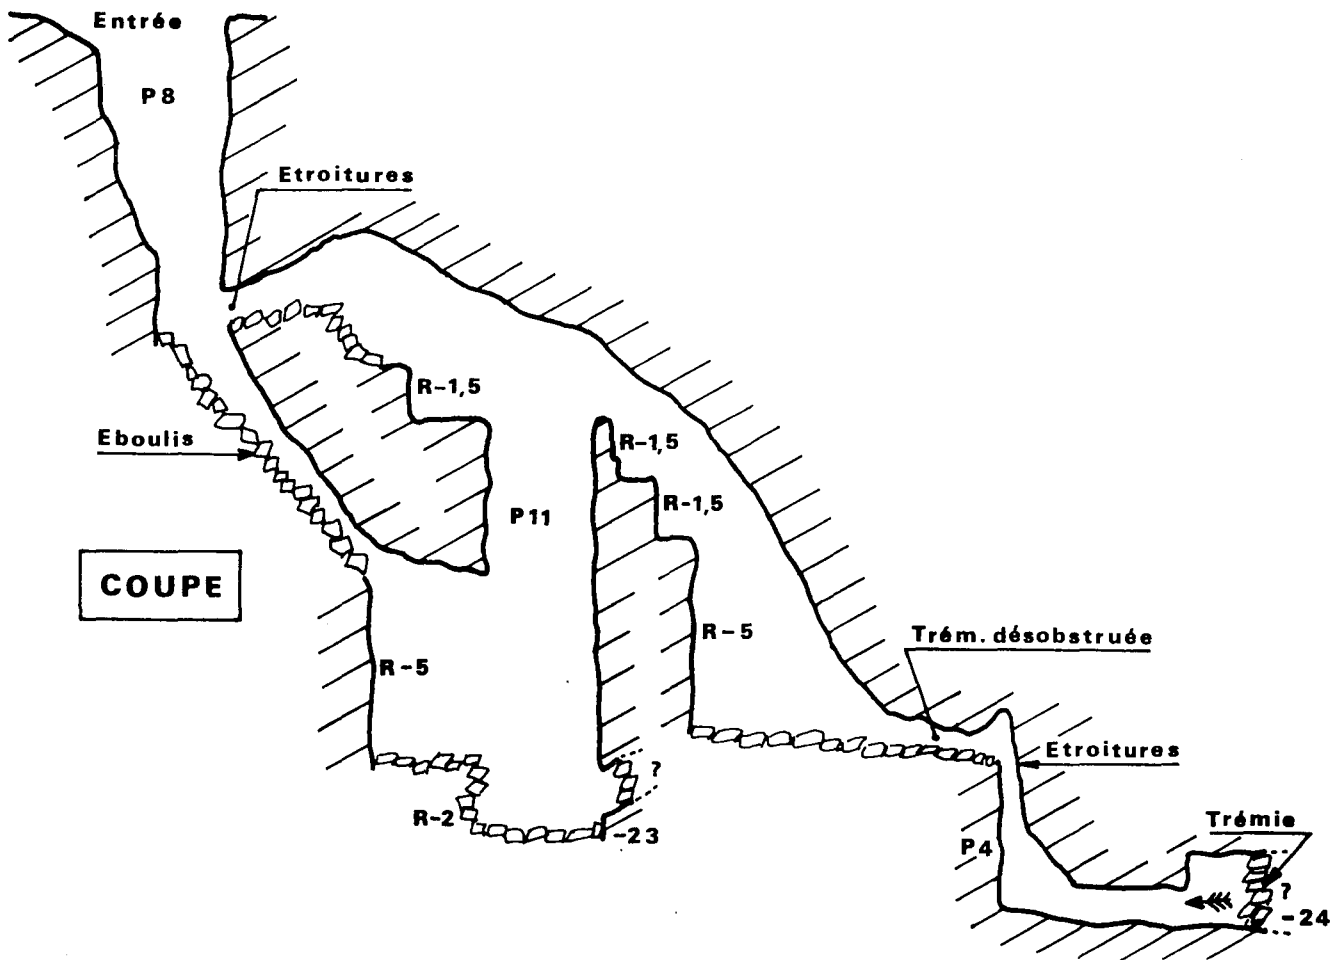 Entrée
P8
Etroitures
R-1,5
R-1,5
Eboulis
R-1,5
P11
COUPE
R-5
Trém. désobstruée
R-5
Etroitures
?
R-2
-23
Trémie
P4
?
-24